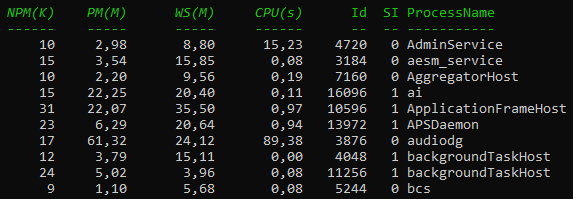 NPM(K) PM(M) WS(M) CPU(s) Id SI ProcessName
------ ----- ----- ------ -- -- -----------
10 2,98 8,80 15,23 4720 0 AdminService
15 3,54 15,85 0,08 3184 0 aesm_service
10 2,20 9,56 0,19 7160 0 AggregatorHost
15 22,25 20,40 0,11 16096 1 ai
31 22,07 35,50 0,97 10596 1 ApplicationFrameHost
23 6,29 20,64 0,94 13972 1 APSDaemon
17 61,32 24,12 89,38 3876 0 audiodg
12 3,79 15,11 0,00 4048 1 backgroundTaskHost
24 5,02 3,96 0,08 11256 1 backgroundTaskHost
9 1,10 5,68 0,08 5244 0 bcs